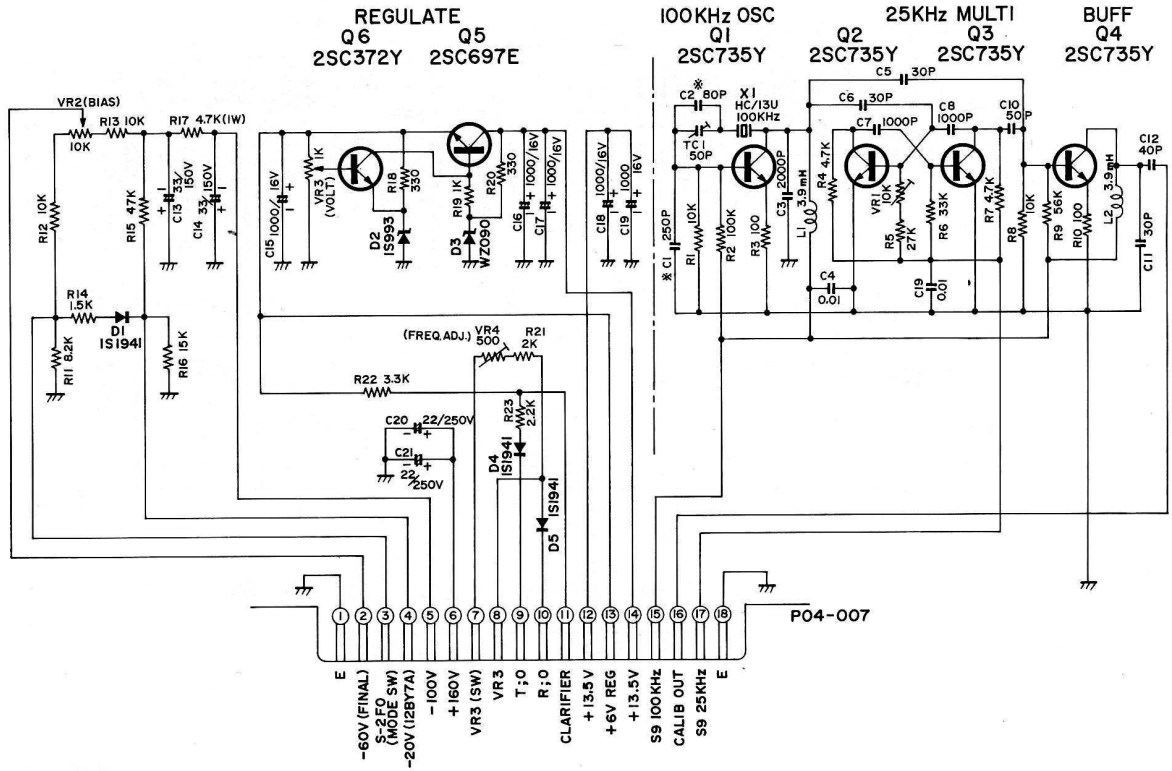 REGULATE
Q6
2SC372Y
Q5
2SC697E
100KHz OSC
Q1
2SC735Y
25KHz MULTI
Q2
2SC735Y
Q3
2SC735Y
BUFF
Q4
2SC735Y
VR2(BIAS)
10K
R13 10K
R17 4.7K(1W)
R12 10K
R15 47K
C13 33/150V
C14 33/150V
R14
1.5K
D1
1S1941
R11 8.2K
R16 15K
C15 1000/16V
1K
VR3
(VOLT)
R18
330
D2
1S993
R19 1K
D3
WZ090
R20
330
C16 1000/16V
C17 1000/16V
C18 1000/16V
C19 1000
16V
(FREQ.ADJ.)
VR4
500
R21
2K
R22 3.3K
R23
2.2K
C20 22/250V
C21
22/250V
D4
1S1941
1S1941
D5
※
C2 80P
TC1
50P
X1
HC/13U
100KHz
※C1 250P
R1 10K
R2 100K
R3 100
C3 2000P
L1 3.9mH
C5 30P
C6 30P
C7 1000P
C8
1000P
C10
50P
R4 4.7K
VR1
10K
R5
27K
R6 33K
R7 4.7K
R8 10K
C4
0.01
C19
0.01
R9 56K
R10 100
L2 3.9mH
C12
40P
C11 30P
P04-007
1
2
3
4
5
6
7
8
9
10
11
12
13
14
15
16
17
18
E
-60V (FINAL)
S-2FO
(MODE SW)
-20V (12BY7A)
-100V
+160V
VR3 (SW)
VR3
T;O
R;O
CLARIFIER
+13.5V
+6V REG
+13.5V
S9 100KHz
CALIB OUT
S9 25KHz
E